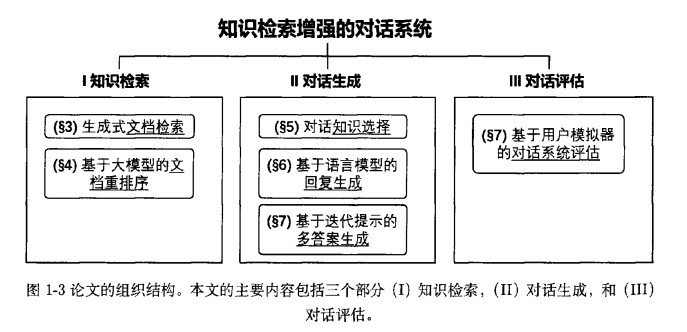 知识检索增强的对话系统
I 知识检索
II 对话生成
III 对话评估
(§3) 生成式文档检索
(§4) 基于大模型的文
档重排序
(§5) 对话知识选择
(§6) 基于语言模型的
回复生成
(§7) 基于迭代提示的
多答案生成
(§7) 基于用户模拟器
的对话系统评估
图 1-3 论文的组织结构。本文的主要内容包括三个部分（I）知识检索，（II）对话生成，和（III）
对话评估。